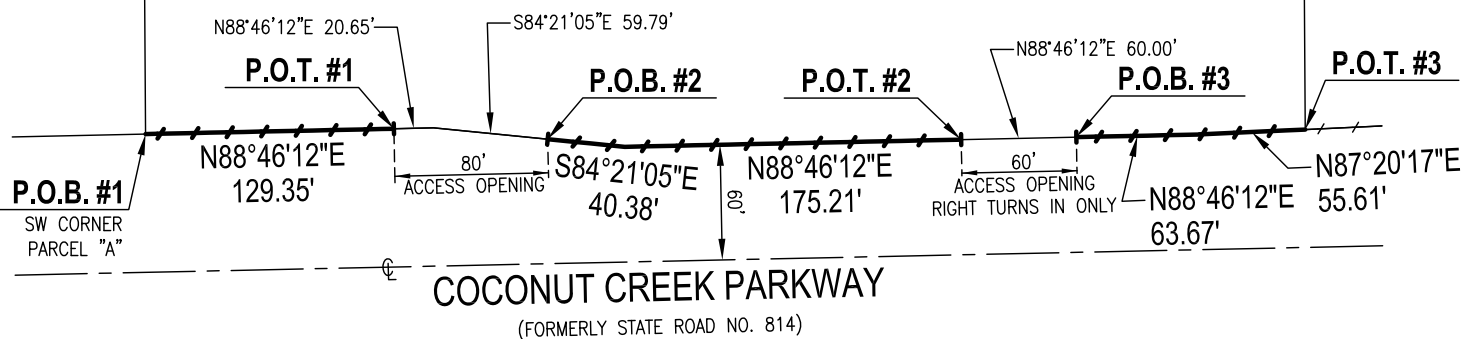 N88°46'12"E 20.65'
S84°21'05"E 59.79'
N88°46'12"E 60.00'
P.O.T. #1
P.O.B. #2
P.O.T. #2
P.O.B. #3
P.O.T. #3
P.O.B. #1
SW CORNER
PARCEL "A"
N88°46'12"E
129.35'
80'
ACCESS OPENING
S84°21'05"E
40.38'
60'
N88°46'12"E
175.21'
60'
ACCESS OPENING
RIGHT TURNS IN ONLY
N88°46'12"E
63.67'
N87°20'17"E
55.61'
℄
COCONUT CREEK PARKWAY
(FORMERLY STATE ROAD NO. 814)